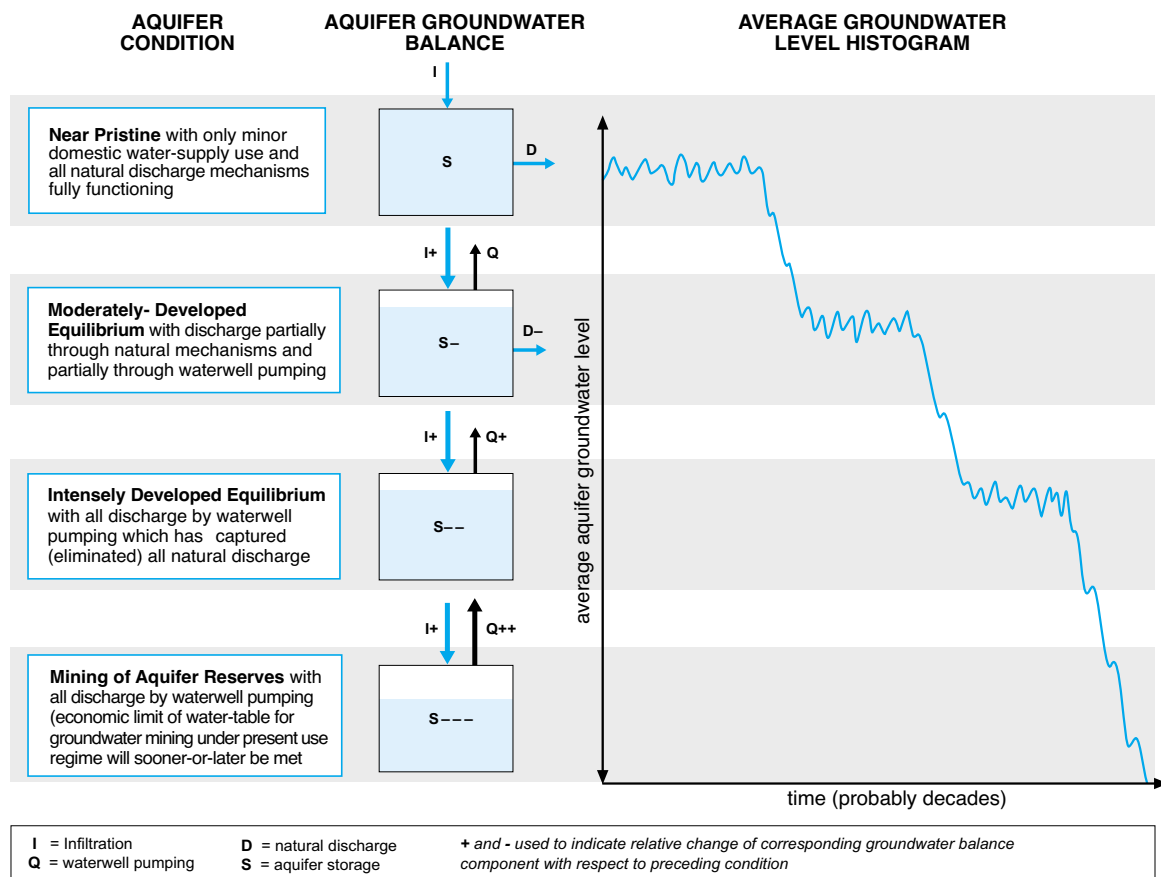 AQUIFER
CONDITION
AQUIFER GROUNDWATER
BALANCE
AVERAGE GROUNDWATER
LEVEL HISTOGRAM
I
Near Pristine with only minor
domestic water-supply use and
all natural discharge mechanisms
fully functioning
S
D
I+
Q
Moderately- Developed
Equilibrium with discharge partially
through natural mechanisms and
partially through waterwell pumping
S–
D–
I+
Q+
Intensely Developed Equilibrium
with all discharge by waterwell
pumping which has captured
(eliminated) all natural discharge
S– –
I+
Q++
Mining of Aquifer Reserves with
all discharge by waterwell pumping
(economic limit of water-table for
groundwater mining under present use
regime will sooner-or-later be met
S– – –
average aquifer groundwater level
time (probably decades)
I = Infiltration
Q = waterwell pumping
D = natural discharge
S = aquifer storage
+ and - used to indicate relative change of corresponding groundwater balance
component with respect to preceding condition